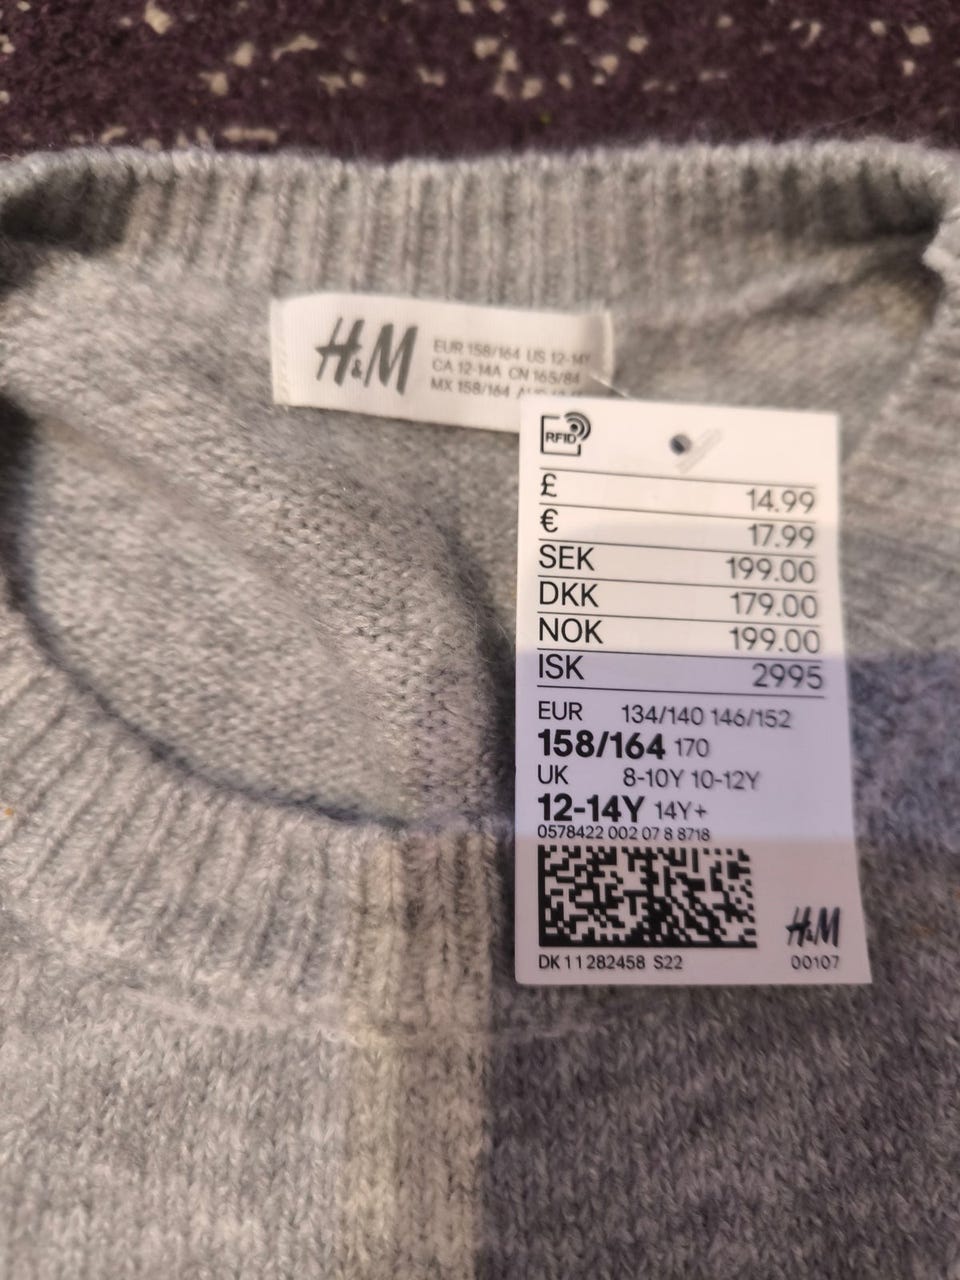 H&M
EUR 158/164 US 12-14Y
CA 12-14A CN 165/84
MX 158/164
RFID
£ 14.99
€ 17.99
SEK 199.00
DKK 179.00
NOK 199.00
ISK 2995
EUR 134/140 146/152
158/164 170
UK 8-10Y 10-12Y
12-14Y 14Y+
0578422 002 07 8 8718
H&M
DK 11282458 S22 00107